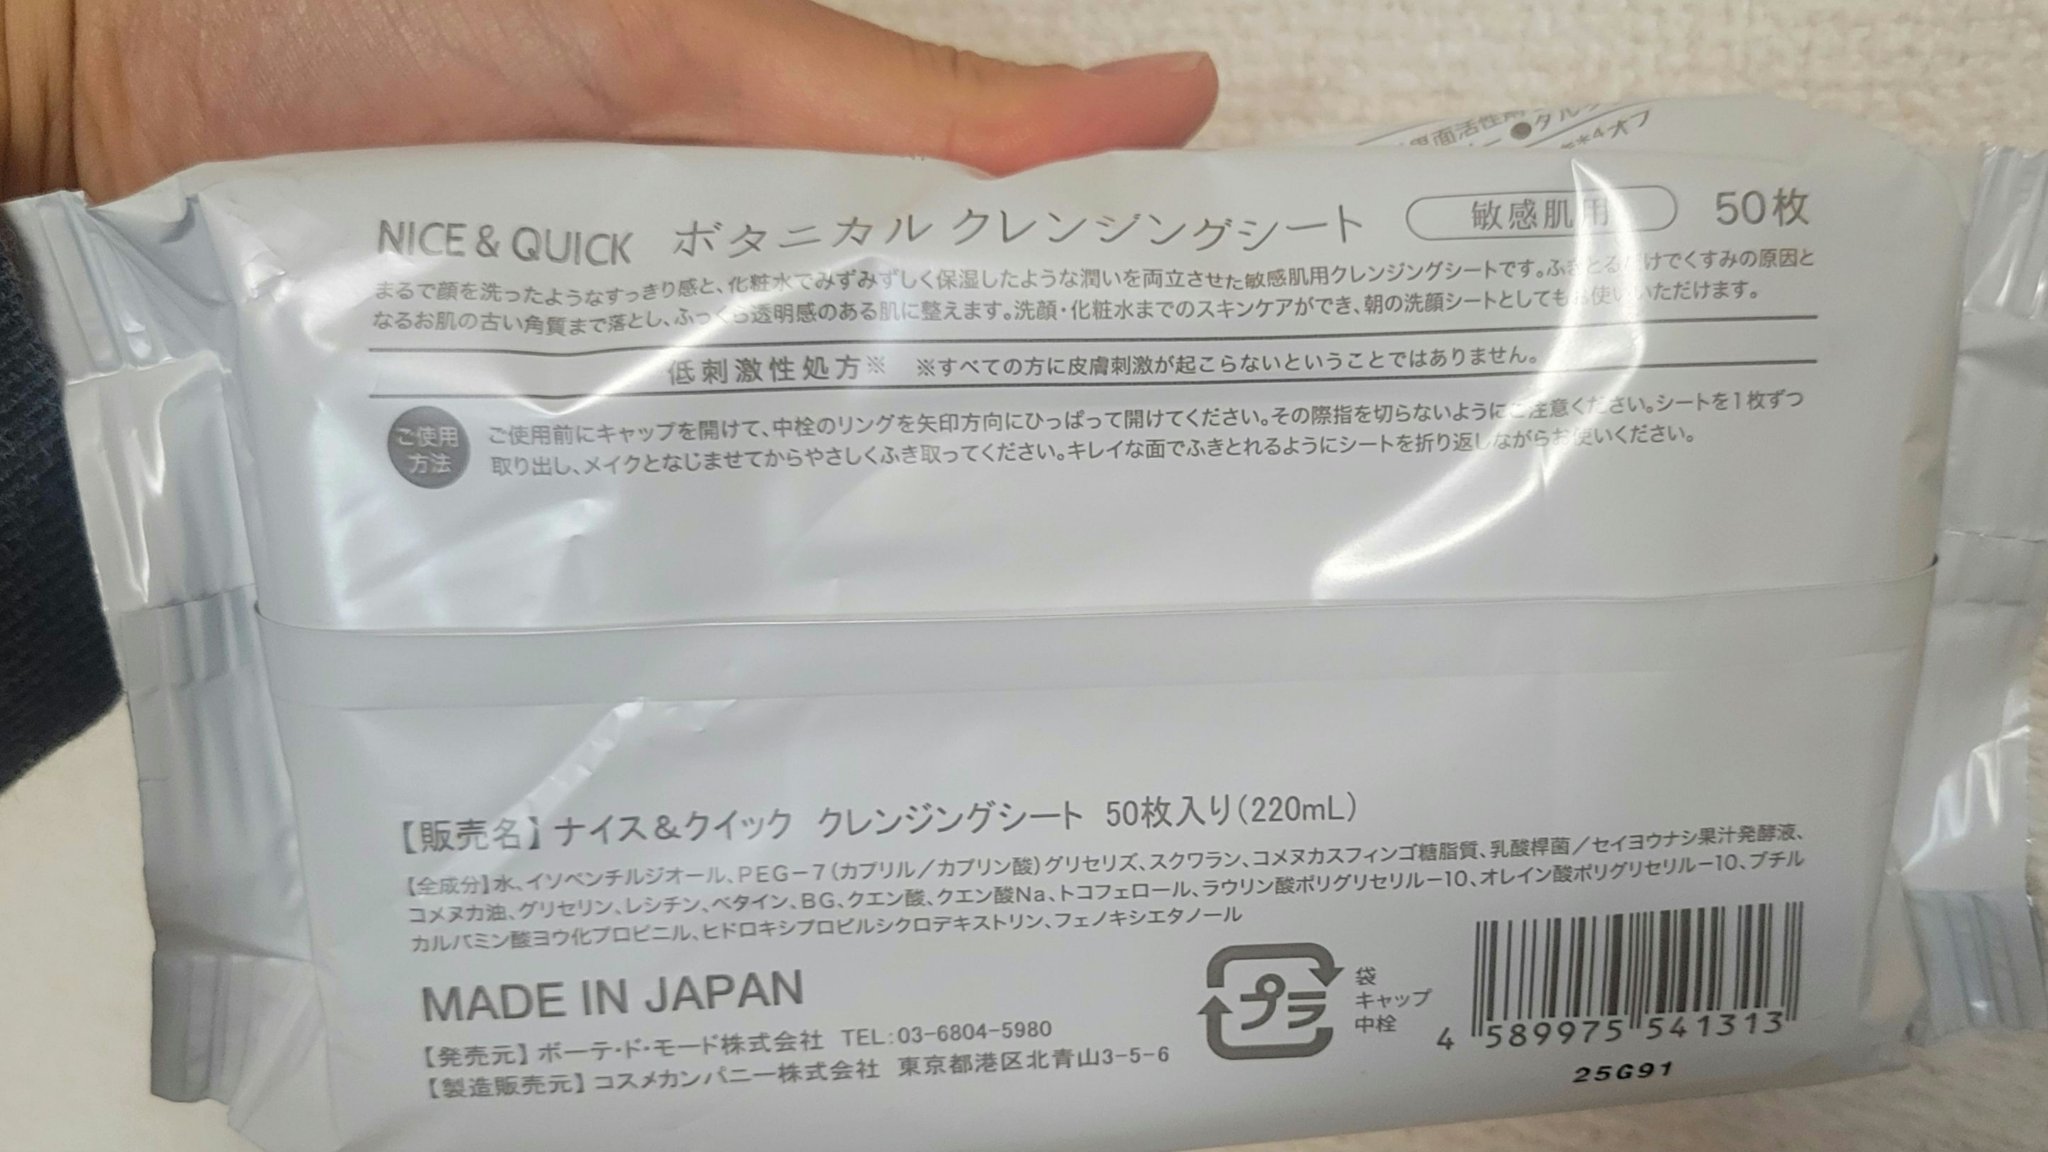 界面活性剤
タルク
*4オフ
NICE & QUICK ボタニカル クレンジングシート 敏感肌用 50枚
まるで顔を洗ったようなすっきり感と、化粧水でみずみずしく保湿したような潤いを両立させた敏感肌用クレンジングシートです。ふきとるだけでくすみの原因と
なるお肌の古い角質まで落とし、ふっくら透明感のある肌に整えます。洗顔・化粧水までのスキンケアができ、朝の洗顔シートとしてもお使いいただけます。
低刺激性処方※ ※すべての方に皮膚刺激が起こらないということではありません。
ご使用
方法
ご使用前にキャップを開けて、中栓のリングを矢印方向にひっぱって開けてください。その際指を切らないようにご注意ください。シートを1枚ずつ
取り出し、メイクとなじませてからやさしくふき取ってください。キレイな面でふきとれるようにシートを折り返しながらお使いください。
【販売名】ナイス&クイック クレンジングシート 50枚入り(220mL)
【全成分】水、イソペンチルジオール、PEG-7(カプリル/カプリン酸)グリセリズ、スクワラン、コメヌカスフィンゴ糖脂質、乳酸桿菌/セイヨウナシ果汁発酵液、
コメヌカ油、グリセリン、レシチン、ベタイン、BG、クエン酸、クエン酸Na、トコフェロール、ラウリン酸ポリグリセリル-10、オレイン酸ポリグリセリル-10、ブチル
カルバミン酸ヨウ化プロピニル、ヒドロキシプロピルシクロデキストリン、フェノキシエタノール
MADE IN JAPAN
【発売元】ボーテ・ド・モード株式会社 TEL:03-6804-5980
【製造販売元】コスメカンパニー株式会社 東京都港区北青山3-5-6
プラ
袋
キャップ
中栓
4 589975 541313
25G91